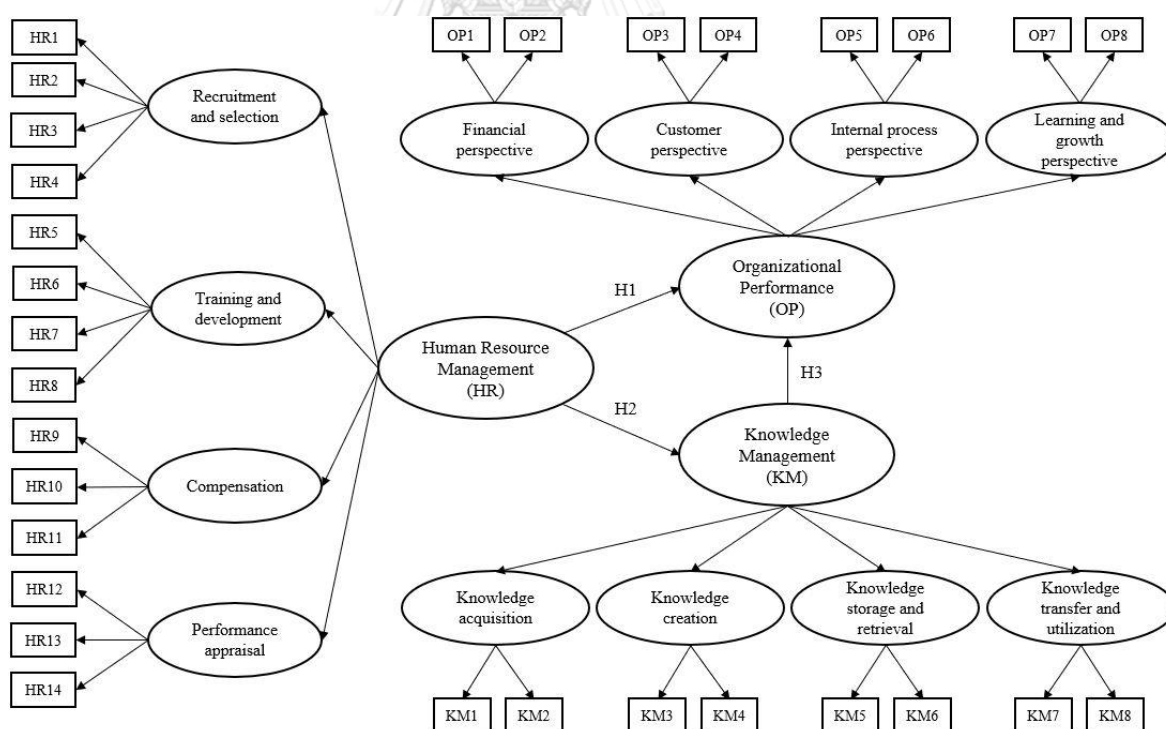 HR1
HR2
HR3
HR4
Recruitment
and selection
HR5
HR6
HR7
HR8
Training and
development
HR9
HR10
HR11
Compensation
HR12
HR13
HR14
Performance
appraisal
Human Resource
Management
(HR)
H1
H2
H3
OP1
OP2
OP3
OP4
OP5
OP6
OP7
OP8
Financial
perspective
Customer
perspective
Internal process
perspective
Learning and
growth
perspective
Organizational
Performance
(OP)
Knowledge
Management
(KM)
Knowledge
acquisition
Knowledge
creation
Knowledge
storage and
retrieval
Knowledge
transfer and
utilization
KM1
KM2
KM3
KM4
KM5
KM6
KM7
KM8